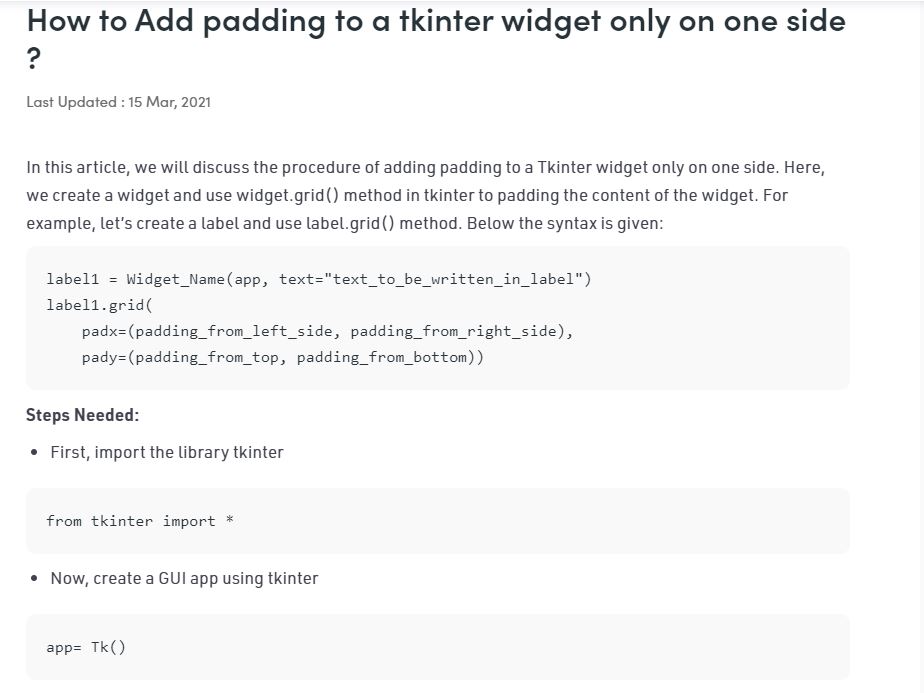 How to Add padding to a tkinter widget only on one side
?
Last Updated : 15 Mar, 2021
In this article, we will discuss the procedure of adding padding to a Tkinter widget only on one side. Here,
we create a widget and use widget.grid() method in tkinter to padding the content of the widget. For
example, let's create a label and use label.grid() method. Below the syntax is given:
label1 = Widget_Name(app, text="text_to_be_written_in_label")
label1.grid(
    padx=(padding_from_left_side, padding_from_right_side),
    pady=(padding_from_top, padding_from_bottom))
Steps Needed:
• First, import the library tkinter
from tkinter import *
• Now, create a GUI app using tkinter
app= Tk()